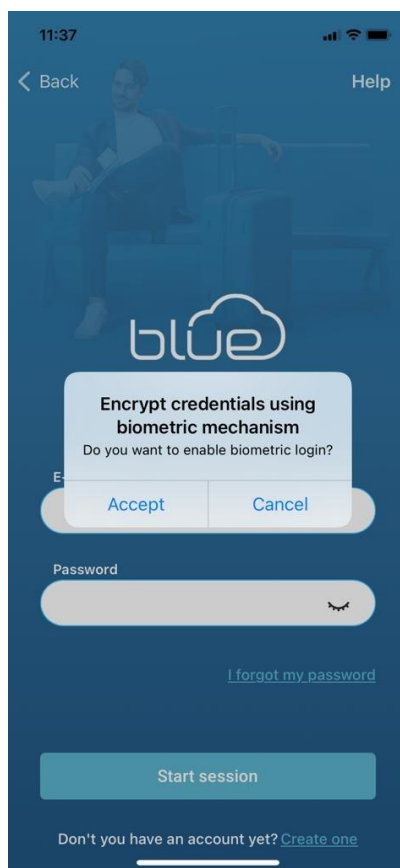 11:37
Back
Help
blue
Encrypt credentials using
biometric mechanism
Do you want to enable biometric login?
E-
Accept
Cancel
Password
I forgot my password
Start session
Don't you have an account yet? Create one